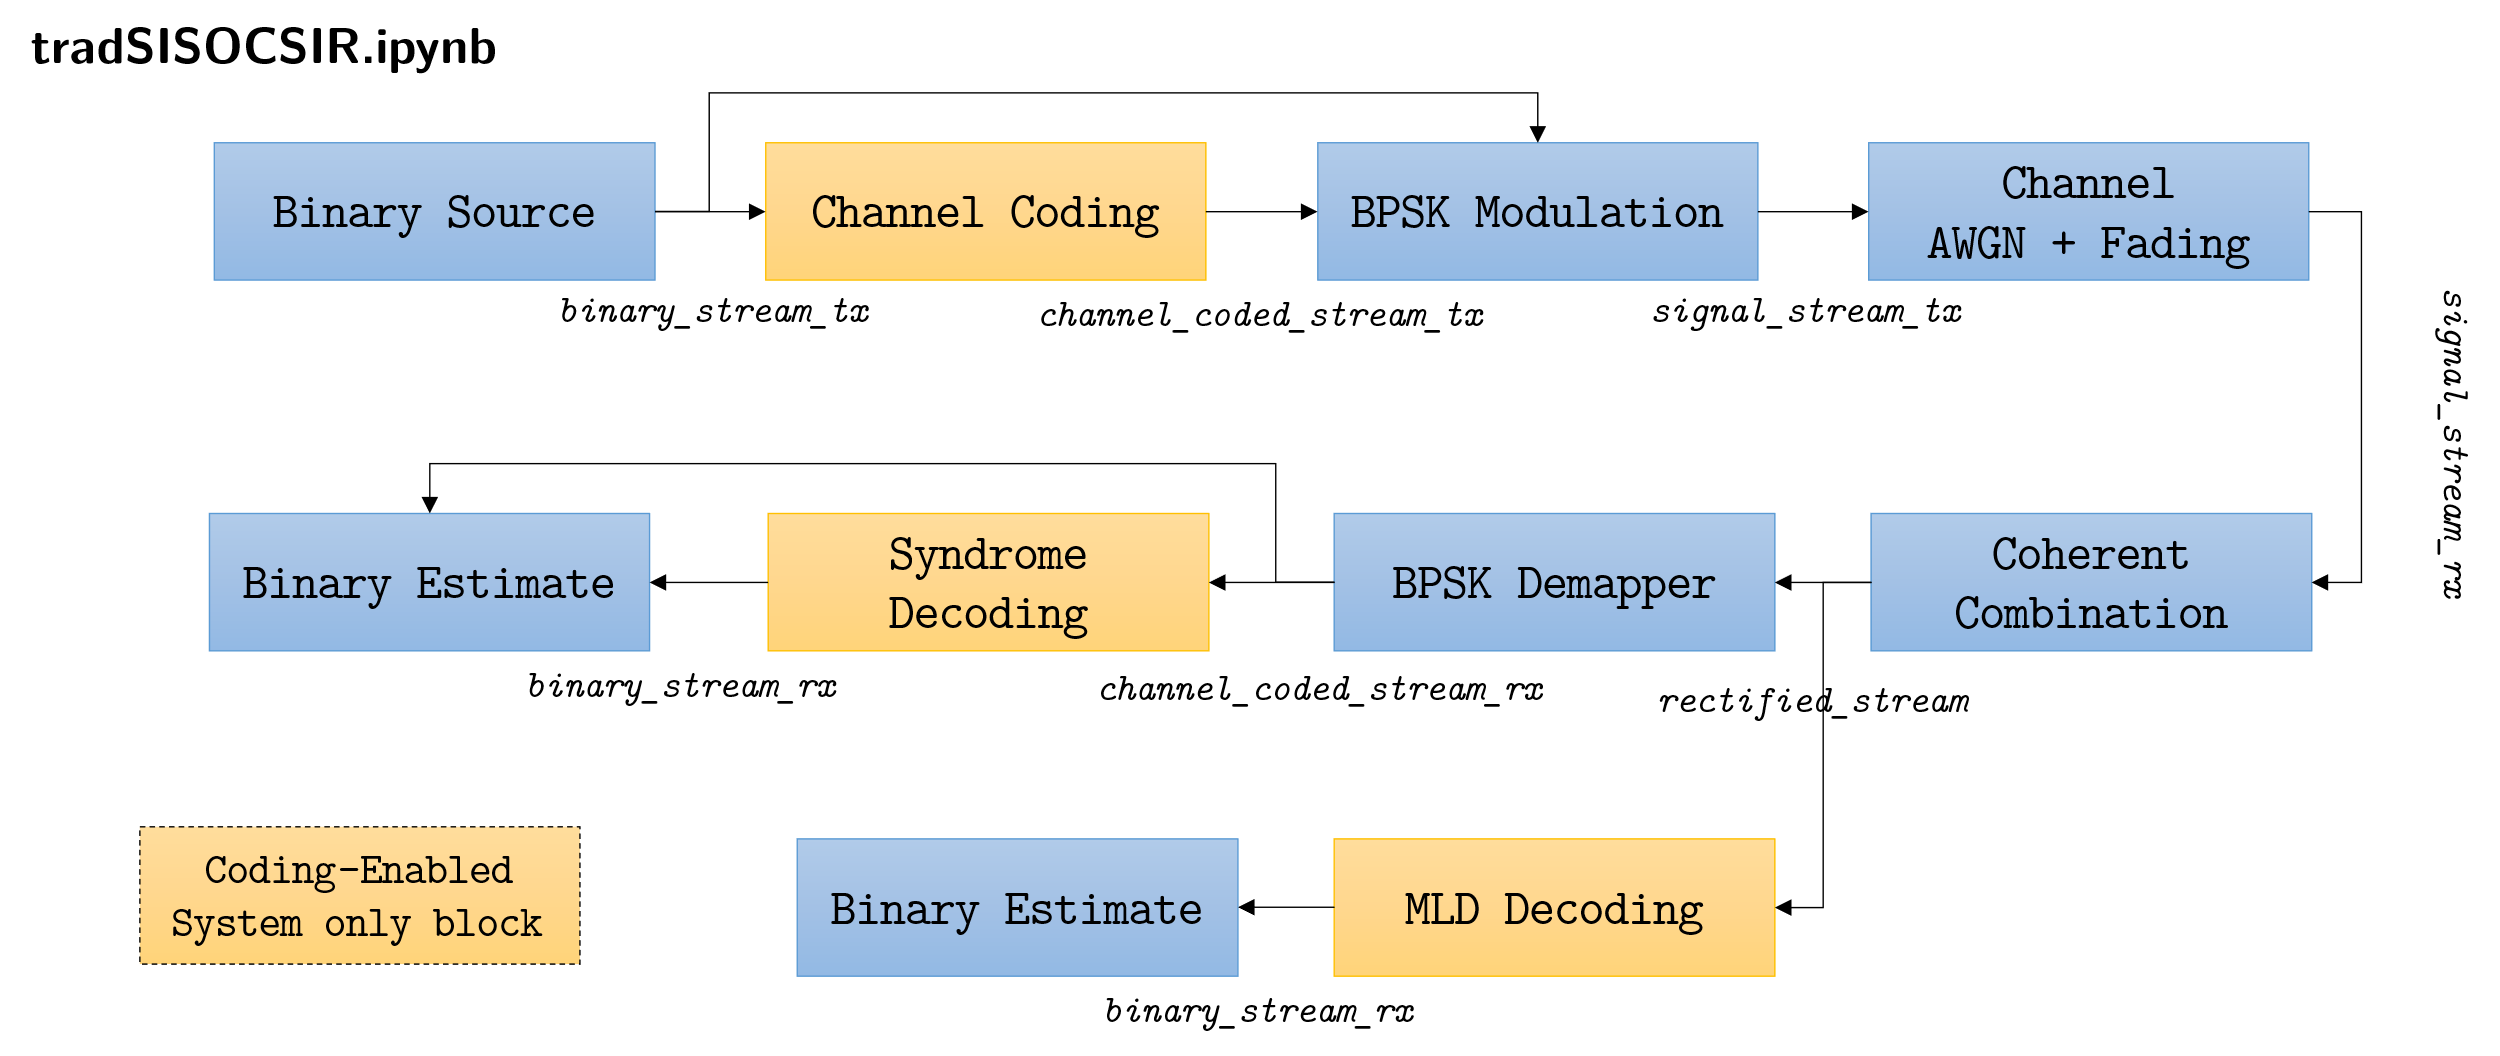 tradSISOCSIR.ipynb
Binary Source
Channel Coding
BPSK Modulation
Channel
AWGN + Fading
binary_stream_tx
channel_coded_stream_tx
signal_stream_tx
signal_stream_rx
Binary Estimate
Syndrome
Decoding
BPSK Demapper
Coherent
Combination
binary_stream_rx
channel_coded_stream_rx
rectified_stream
Coding-Enabled
System only block
Binary Estimate
MLD Decoding
binary_stream_rx